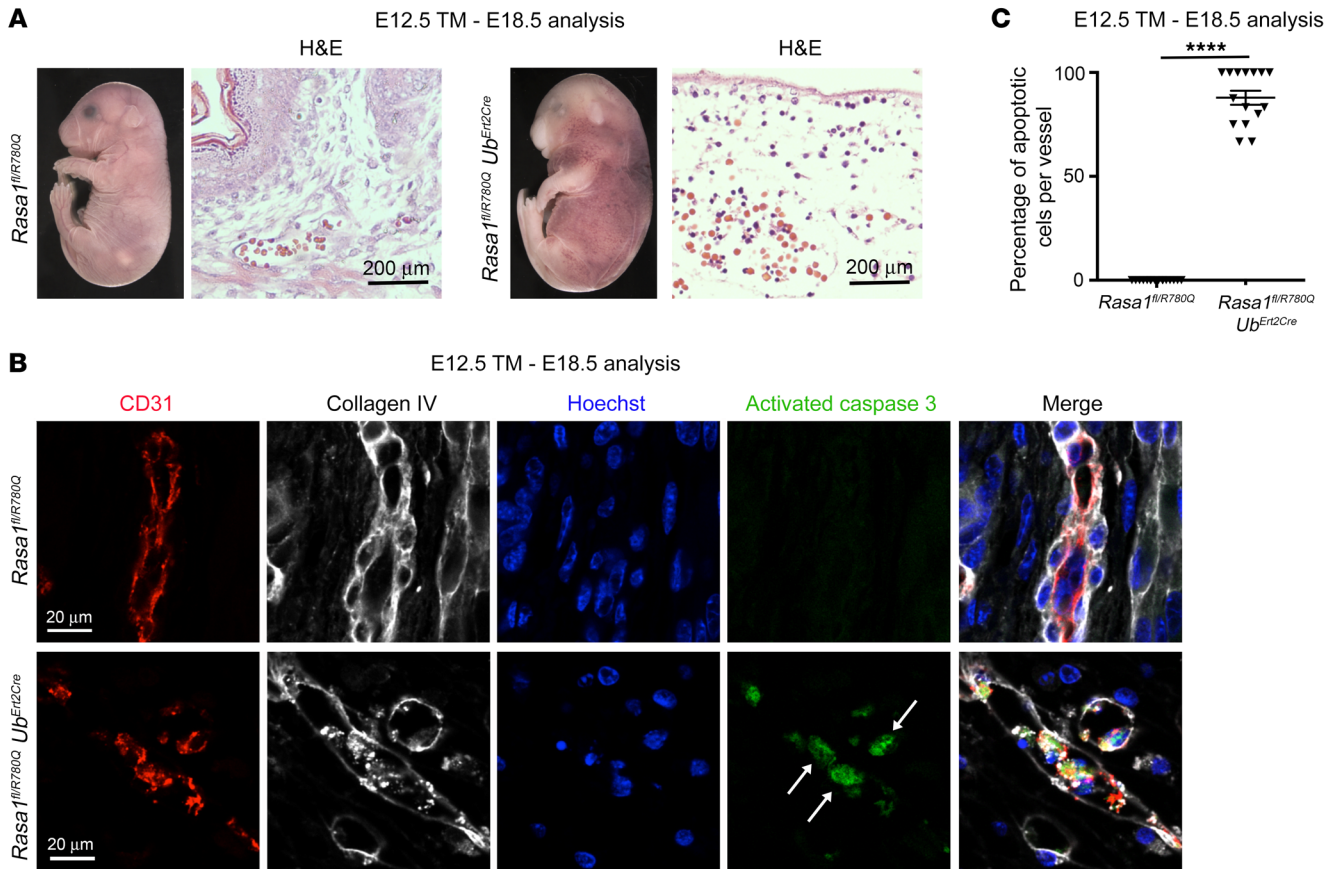 A
E12.5 TM - E18.5 analysis
H&E
H&E
Rasa1fl/R780Q
200 μm
Rasa1fl/R780Q UbErt2Cre
200 μm
C
E12.5 TM - E18.5 analysis
****
Percentage of apoptotic
cells per vessel
100
50
0
Rasa1fl/R780Q
Rasa1fl/R780Q
UbErt2Cre
B
E12.5 TM - E18.5 analysis
CD31
Collagen IV
Hoechst
Activated caspase 3
Merge
Rasa1fl/R780Q
20 μm
Rasa1fl/R780Q UbErt2Cre
20 μm